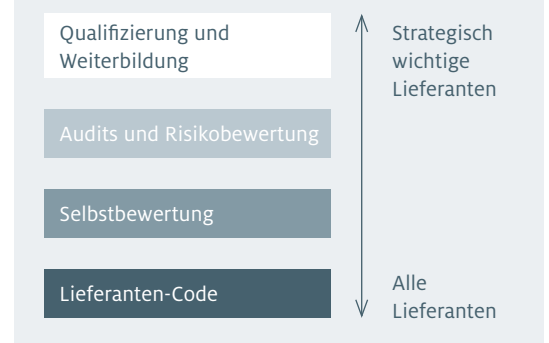 Qualifizierung und
Weiterbildung
Strategisch
wichtige
Lieferanten
Audits und Risikobewertung
Selbstbewertung
Lieferanten-Code
Alle
Lieferanten